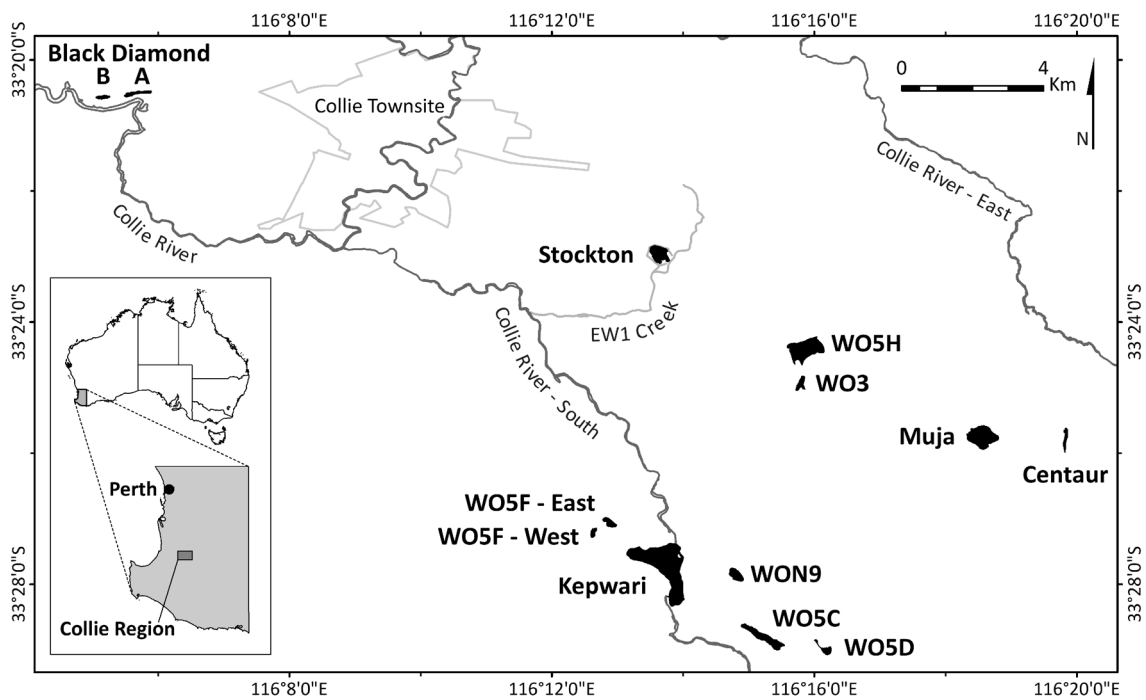 116°8'0"E
116°12'0"E
116°16'0"E
116°20'0"E
33°20'0"S
Black Diamond
B
A
Collie Townsite
0
4
Km
N
33°20'0"S
Collie River - East
Collie River
Stockton
EW1 Creek
33°24'0"S
33°24'0"S
Collie River - South
WO5H
WO3
Muja
Centaur
Perth
WO5F - East
WO5F - West
Kepwari
WON9
33°28'0"S
33°28'0"S
Collie Region
WO5C
WO5D
116°8'0"E
116°12'0"E
116°16'0"E
116°20'0"E